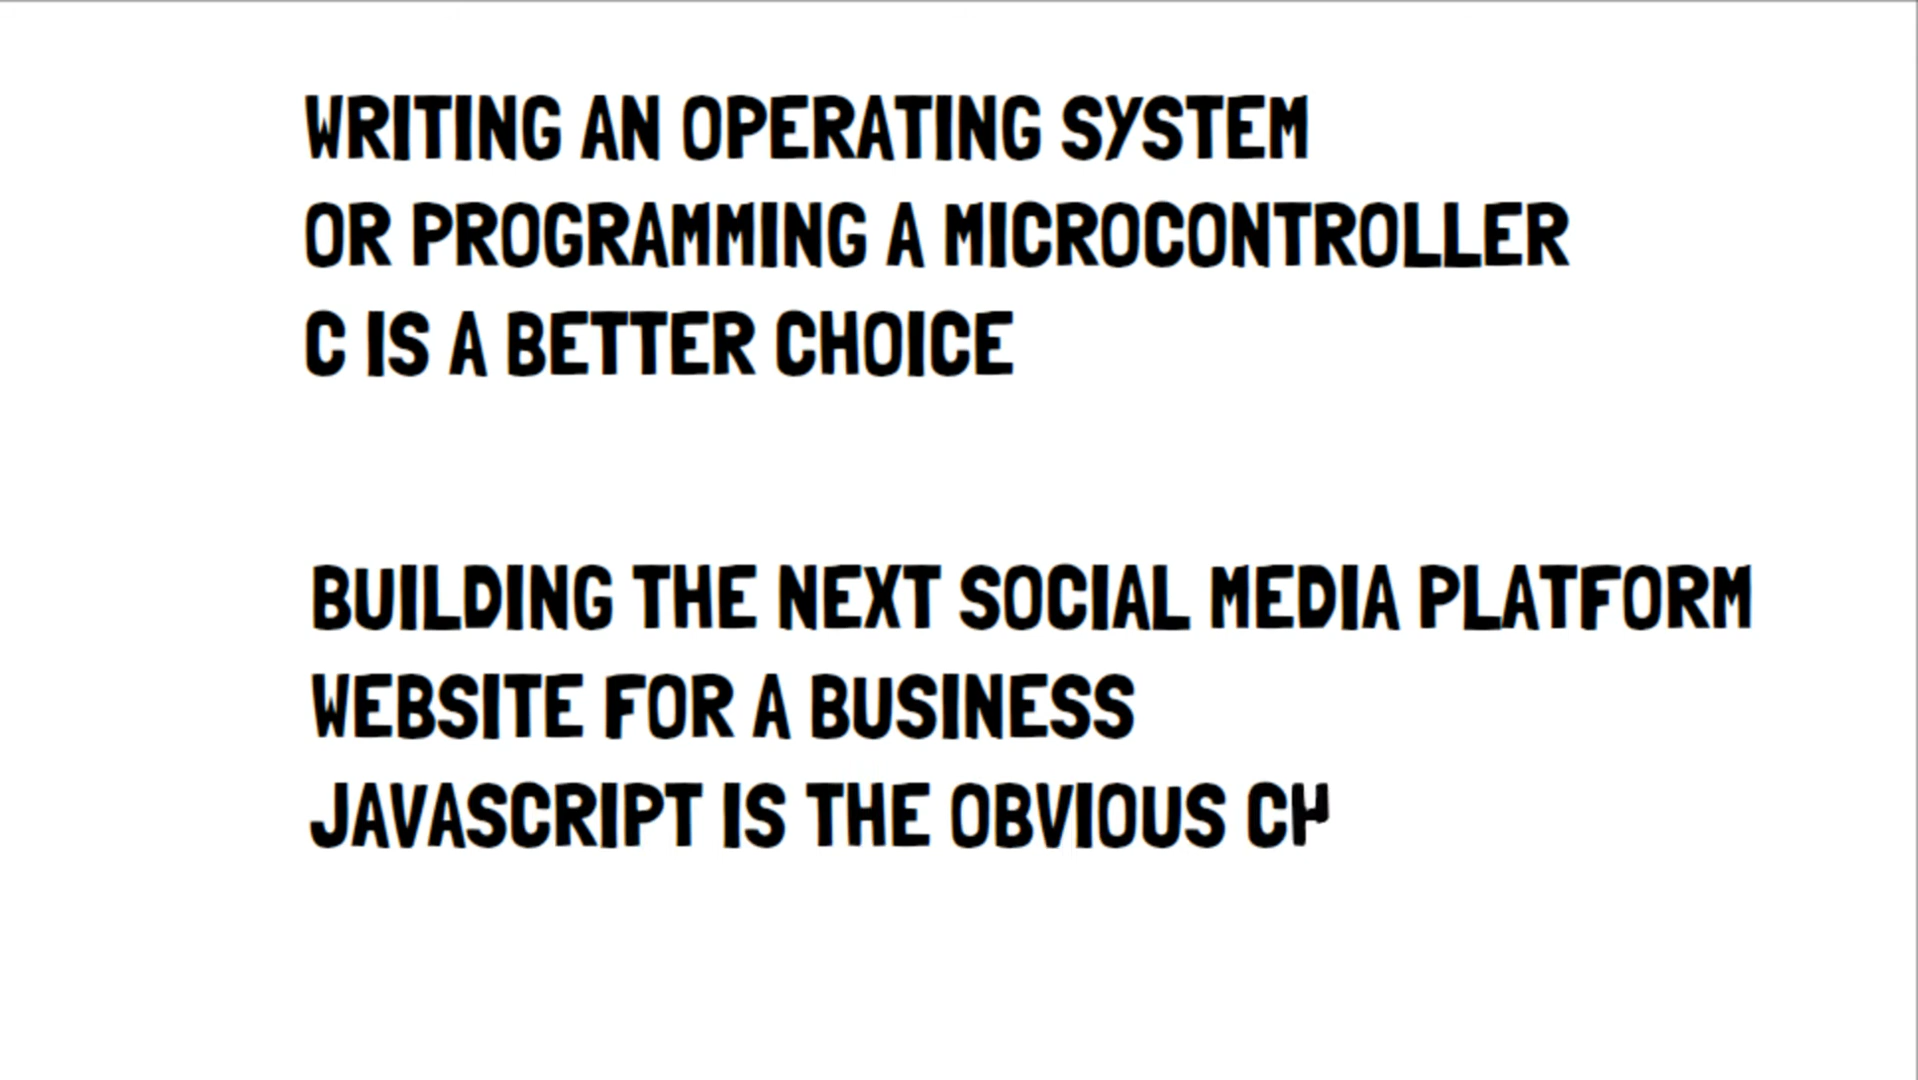 WRITING AN OPERATING SYSTEM
OR PROGRAMMING A MICROCONTROLLER
C IS A BETTER CHOICE
BUILDING THE NEXT SOCIAL MEDIA PLATFORM
WEBSITE FOR A BUSINESS
JAVASCRIPT IS THE OBVIOUS CH